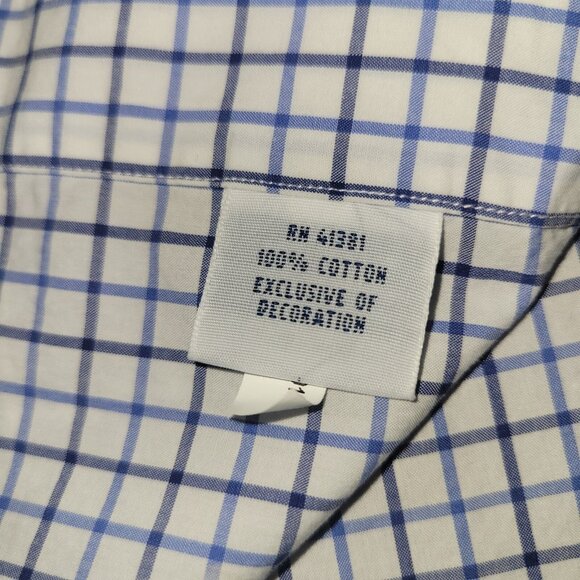 RN 41381
100% COTTON
EXCLUSIVE OF
DECORATION